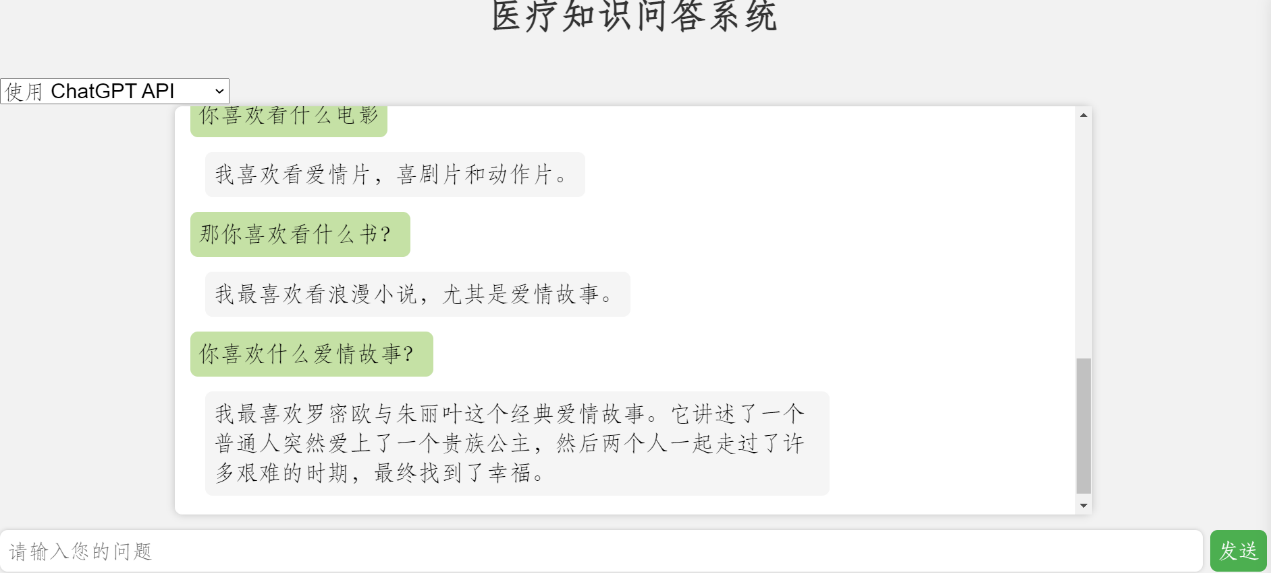 医疗知识问答系统
使用 ChatGPT API
你喜欢看什么电影
我喜欢看爱情片，喜剧片和动作片。
那你喜欢看什么书？
我最喜欢看浪漫小说，尤其是爱情故事。
你喜欢什么爱情故事？
我最喜欢罗密欧与朱丽叶这个经典爱情故事。它讲述了一个
普通人突然爱上了一个贵族公主，然后两个人一起走过了许
多艰难的时期，最终找到了幸福。
请输入您的问题
发送